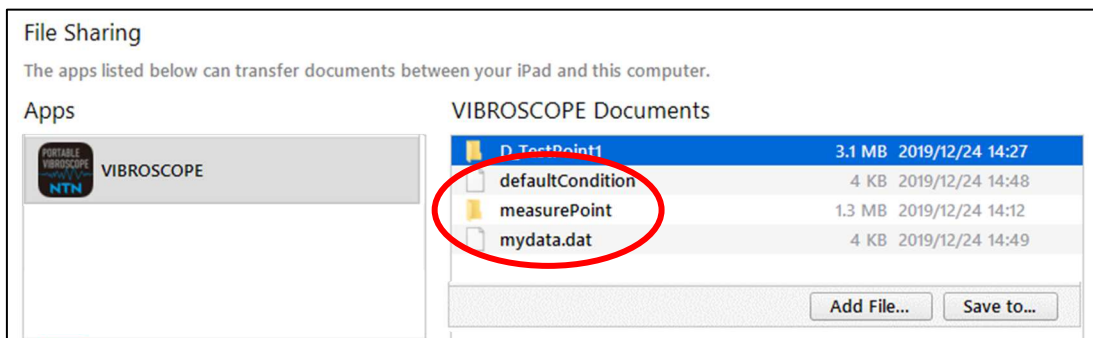 File Sharing
The apps listed below can transfer documents between your iPad and this computer.
Apps
VIBROSCOPE Documents
PORTABLE
VIBROSCOPE
NTN
VIBROSCOPE
D_TestPoint1 3.1 MB 2019/12/24 14:27
defaultCondition 4 KB 2019/12/24 14:48
measurePoint 1.3 MB 2019/12/24 14:12
mydata.dat 4 KB 2019/12/24 14:49
Add File... Save to...